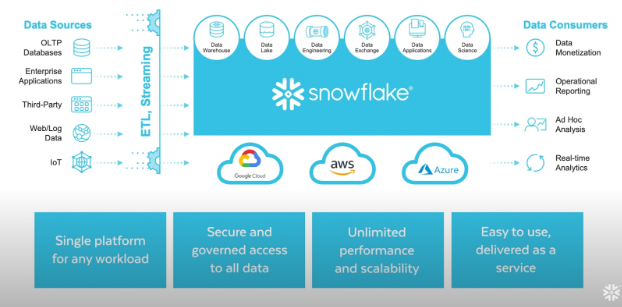 Data Sources
OLTP
Databases
Enterprise
Applications
Third-Party
Web/Log
Data
IoT
ETL, Streaming
Data
Warehouse
Data
Lake
Data
Engineering
Data
Exchange
Data
Applications
Data
Science
snowflake®
Google Cloud
aws
Azure
Data Consumers
Data
Monetization
Operational
Reporting
Ad Hoc
Analysis
Real-time
Analytics
Single platform
for any workload
Secure and
governed access
to all data
Unlimited
performance
and scalability
Easy to use,
delivered as a
service